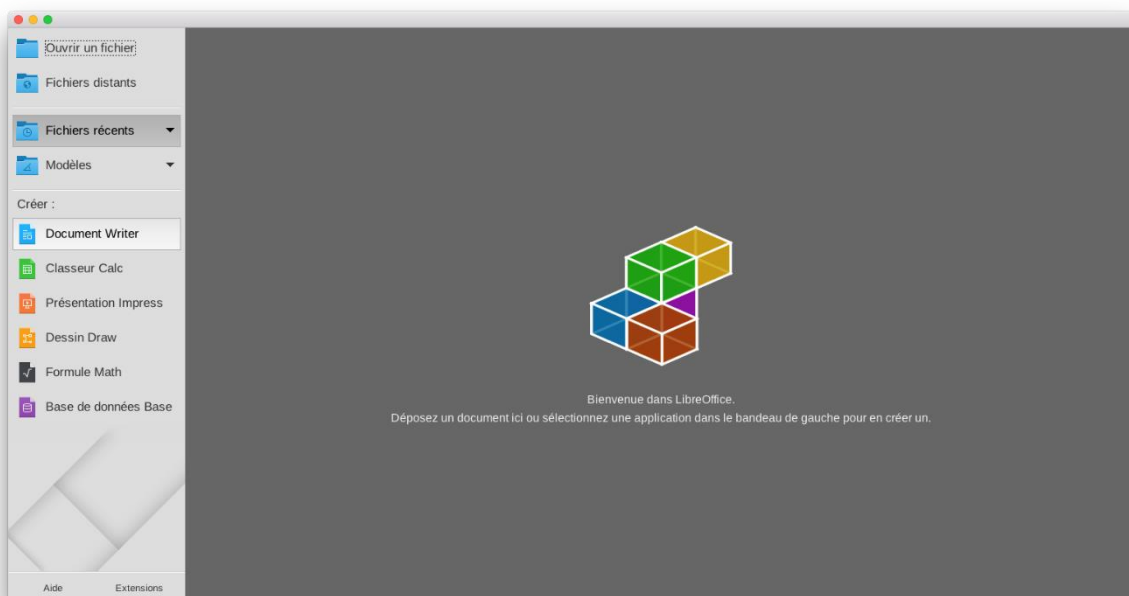 Ouvrir un fichier
Fichiers distants
Fichiers récents
Modèles
Créer :
Document Writer
Classeur Calc
Présentation Impress
Dessin Draw
Formule Math
Base de données Base
Aide
Extensions
Bienvenue dans LibreOffice.
Déposez un document ici ou sélectionnez une application dans le bandeau de gauche pour en créer un.